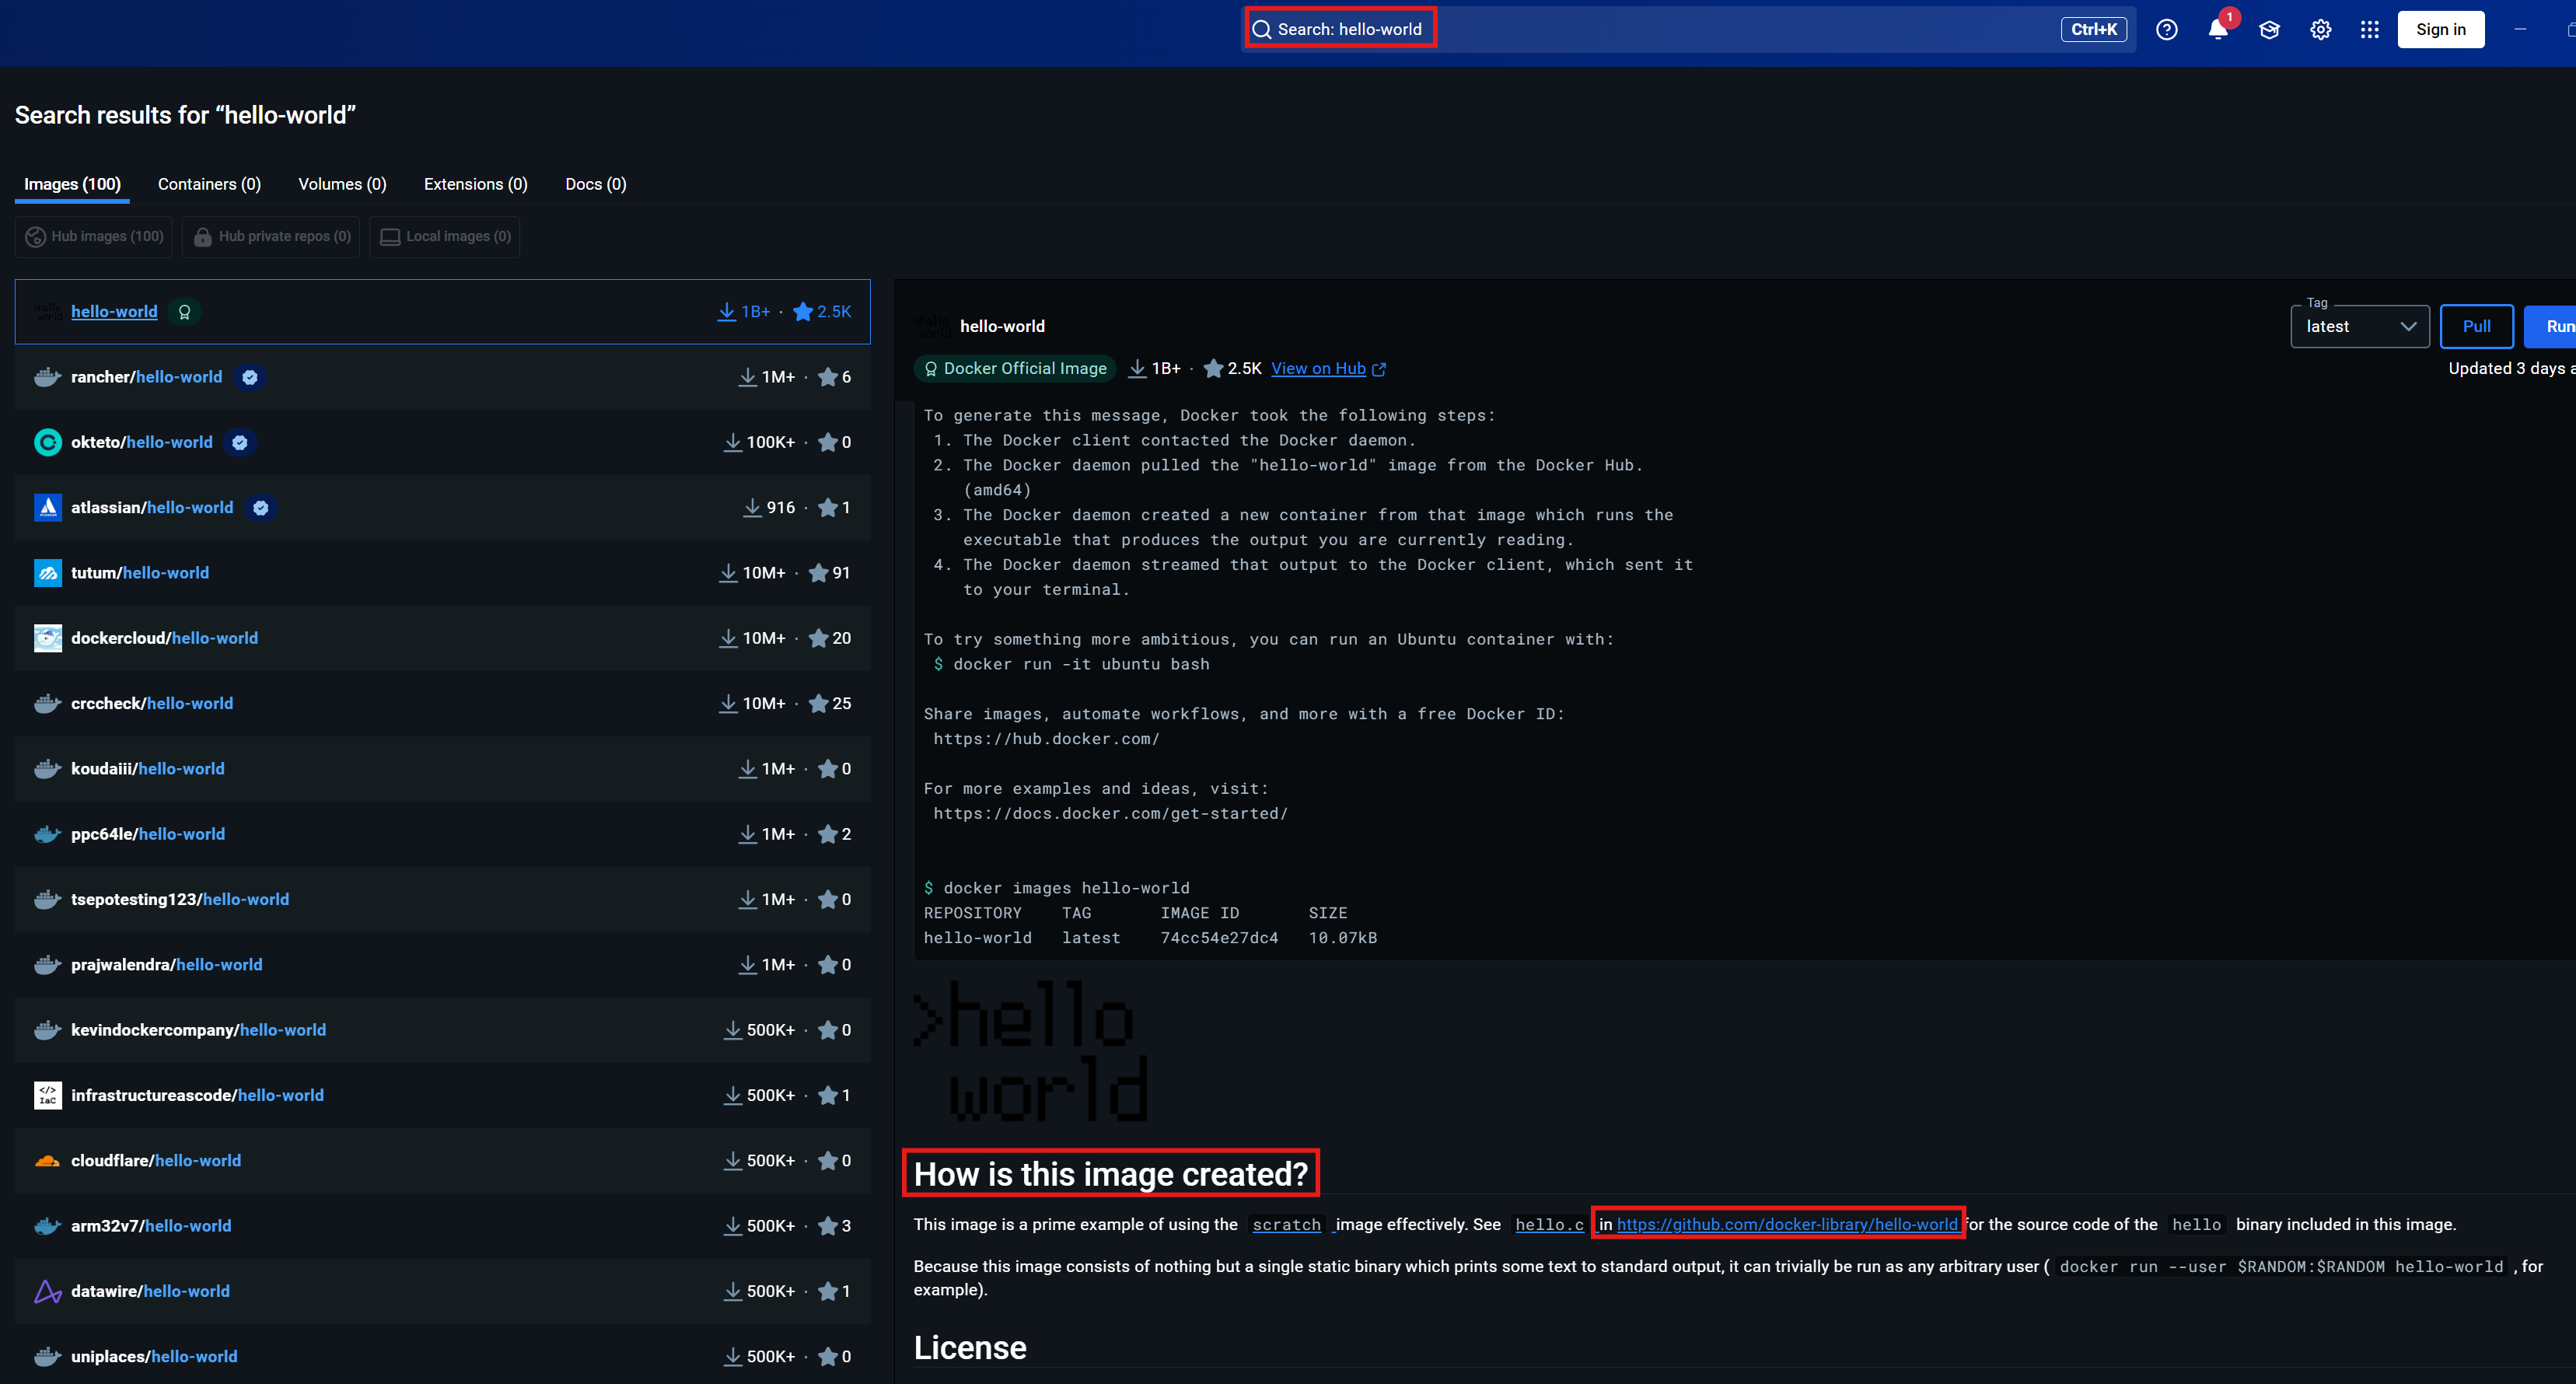 Search: hello-world
Ctrl+K
1
Sign in
Search results for “hello-world”
Images (100)
Containers (0)
Volumes (0)
Extensions (0)
Docs (0)
Hub images (100)
Hub private repos (0)
Local images (0)
hello-world 1B+ · 2.5K
rancher/hello-world 1M+ · 6
okteto/hello-world 100K+ · 0
atlassian/hello-world 916 · 1
tutum/hello-world 10M+ · 91
dockercloud/hello-world 10M+ · 20
crccheck/hello-world 10M+ · 25
koudaiii/hello-world 1M+ · 0
ppc64le/hello-world 1M+ · 2
tsepotesting123/hello-world 1M+ · 0
prajwalendra/hello-world 1M+ · 0
kevindockercompany/hello-world 500K+ · 0
</> IaC infrastructureascode/hello-world 500K+ · 1
cloudflare/hello-world 500K+ · 0
arm32v7/hello-world 500K+ · 3
datawire/hello-world 500K+ · 1
uniplaces/hello-world 500K+ · 0
hello-world
Tag
latest
Pull
Run
Docker Official Image 1B+ · 2.5K View on Hub
Updated 3 days a
To generate this message, Docker took the following steps:
1. The Docker client contacted the Docker daemon.
2. The Docker daemon pulled the "hello-world" image from the Docker Hub.
(amd64)
3. The Docker daemon created a new container from that image which runs the
executable that produces the output you are currently reading.
4. The Docker daemon streamed that output to the Docker client, which sent it
to your terminal.
To try something more ambitious, you can run an Ubuntu container with:
$ docker run -it ubuntu bash
Share images, automate workflows, and more with a free Docker ID:
https://hub.docker.com/
For more examples and ideas, visit:
https://docs.docker.com/get-started/
$ docker images hello-world
REPOSITORY TAG IMAGE ID SIZE
hello-world latest 74cc54e27dc4 10.07kB
>hello
world
How is this image created?
This image is a prime example of using the scratch image effectively. See hello.c in https://github.com/docker-library/hello-world for the source code of the hello binary included in this image.
Because this image consists of nothing but a single static binary which prints some text to standard output, it can trivially be run as any arbitrary user ( docker run --user $RANDOM:$RANDOM hello-world , for
example).
License